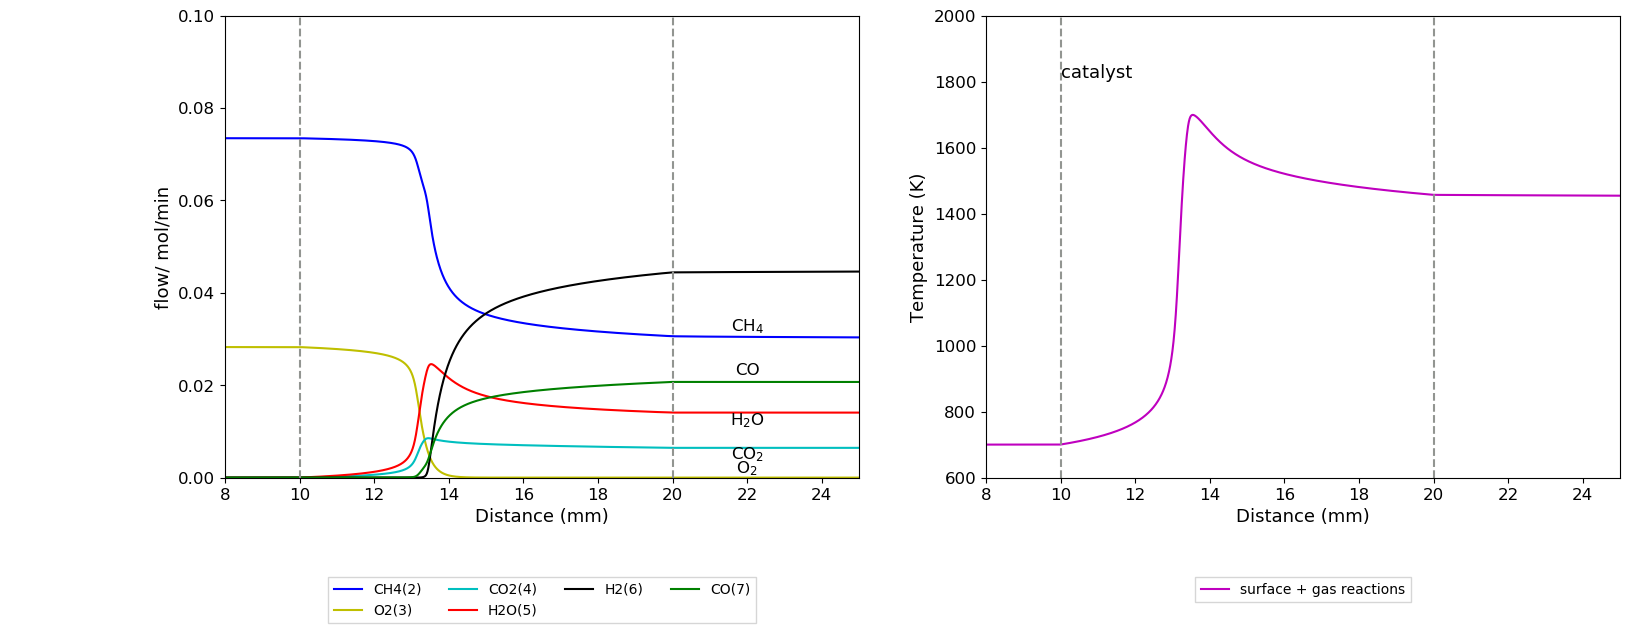 0.10
0.08
0.06
0.04
0.02
0.00
flow/ mol/min
CH₄
CO
H₂O
CO₂
O₂
8 10 12 14 16 18 20 22 24
Distance (mm)
CH4(2) CO2(4) H2(6) CO(7)
O2(3) H2O(5)
2000
1800
1600
1400
1200
1000
800
600
Temperature (K)
catalyst
8 10 12 14 16 18 20 22 24
Distance (mm)
surface + gas reactions